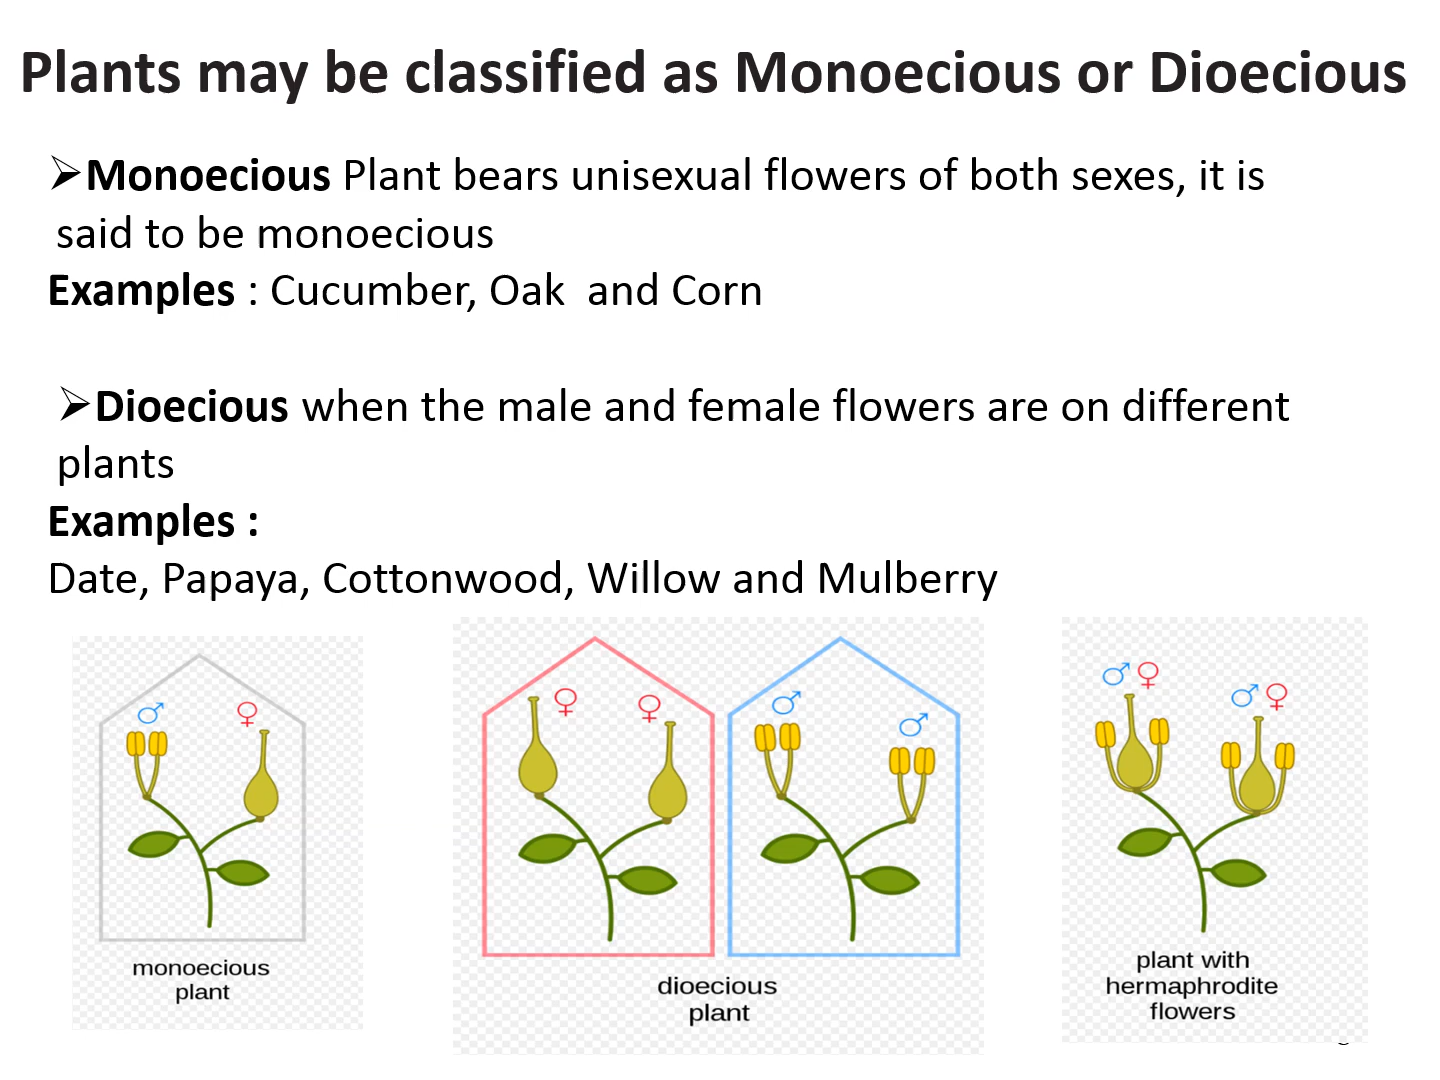 Plants may be classified as Monoecious or Dioecious
➢Monoecious Plant bears unisexual flowers of both sexes, it is
said to be monoecious
Examples : Cucumber, Oak  and Corn
➢Dioecious when the male and female flowers are on different
plants
Examples :
Date, Papaya, Cottonwood, Willow and Mulberry
♂ ♀
monoecious
plant
♀ ♀ ♂ ♂
dioecious
plant
♂♀ ♂♀
plant with
hermaphrodite
flowers